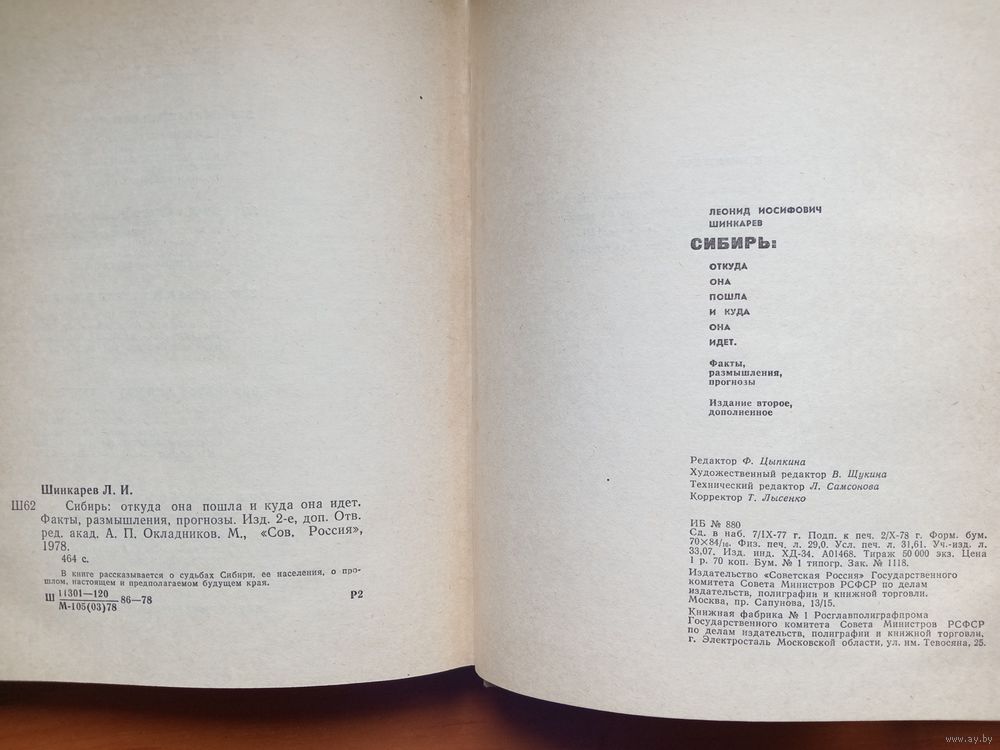 Шинкарев Л. И.
Ш62 Сибирь: откуда она пошла и куда она идет.
Факты, размышления, прогнозы. Изд. 2-е, доп. Отв.
ред. акад. А. П. Окладников. М., «Сов. Россия»,
1978.
464 с.
В книге рассказывается о судьбах Сибири, ее населения, о про-
шлом, настоящем и предполагаемом будущем края.
Ш 11301—120
М-105(03)78 86—78 Р2
ЛЕОНИД ИОСИФОВИЧ
ШИНКАРЕВ
СИБИРЬ:
ОТКУДА
ОНА
ПОШЛА
И КУДА
ОНА
ИДЕТ.
Факты,
размышления,
прогнозы
Издание второе,
дополненное
Редактор Ф. Цыпкина
Художественный редактор В. Щукина
Технический редактор Л. Самсонова
Корректор Т. Лысенко
ИБ № 880
Сд. в наб. 7/IX-77 г. Подп. к печ. 2/X-78 г. Форм. бум.
70×84/16. Физ. печ. л. 29,0. Усл. печ. л. 31,61. Уч.-изд. л.
33,07. Изд. инд. ХД-34. А01468. Тираж 50 000 экз. Цена
1 р. 70 коп. Бум. № 1 типогр. Зак. № 1118.
Издательство «Советская Россия» Государственного
комитета Совета Министров РСФСР по делам
издательств, полиграфии и книжной торговли.
Москва, пр. Сапунова, 13/15.
Книжная фабрика № 1 Росглавполиграфпрома
Государственного комитета Совета Министров РСФСР
по делам издательств, полиграфии и книжной торговли,
г. Электросталь Московской области, ул. им. Тевосяна, 25.
www.ay.by